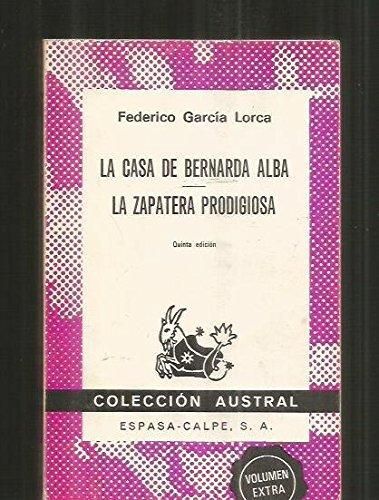 Federico García Lorca
LA CASA DE BERNARDA ALBA
LA ZAPATERA PRODIGIOSA
Quinta edición
COLECCIÓN AUSTRAL
ESPASA-CALPE, S. A.
VOLUMEN
EXTRA